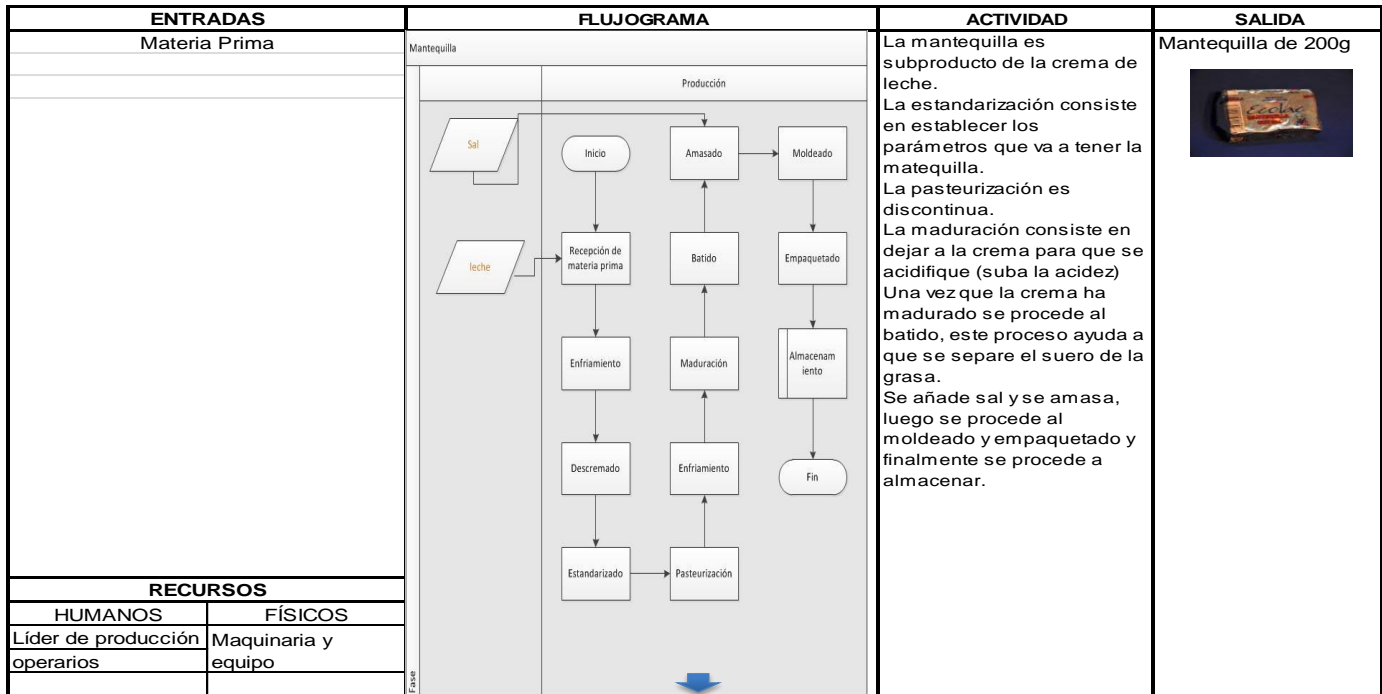 ENTRADAS
FLUJOGRAMA
ACTIVIDAD
SALIDA
Materia Prima
Mantequilla
Producción
Sal
Inicio
Amasado
Moldeado
leche
Recepción de
materia prima
Batido
Empaquetado
Enfriamiento
Maduración
Almacenam
iento
Descremado
Enfriamiento
Fin
Estandarizado
Pasteurización
Fase
La mantequilla es
subproducto de la crema de
leche.
La estandarización consiste
en establecer los
parámetros que va a tener la
matequilla.
La pasteurización es
discontinua.
La maduración consiste en
dejar a la crema para que se
acidifique (suba la acidez)
Una vez que la crema ha
madurado se procede al
batido, este proceso ayuda a
que se separe el suero de la
grasa.
Se añade sal y se amasa,
luego se procede al
moldeado y empaquetado y
finalmente se procede a
almacenar.
Mantequilla de 200g
Ecolac
RECURSOS
HUMANOS
FÍSICOS
Líder de producción
operarios
Maquinaria y
equipo